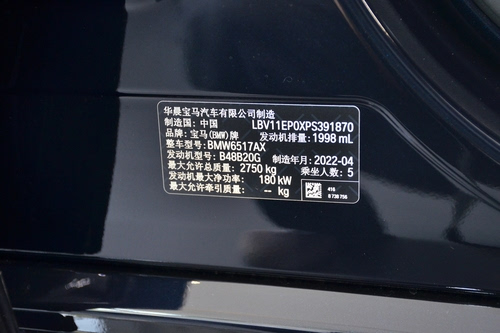 华晨宝马汽车有限公司制造
制造国: 中国 LBV11EP0XPS391870
品牌: 宝马(BMW)牌 发动机排量: 1998 mL
整车型号: BMW6517AX
发动机型号: B48B20G 制造年月: 2022-04
最大允许总质量: 2750 kg 乘坐人数: 5
发动机最大净功率: 180 kW
最大允许牵引质量: -- kg
416
8 738 756